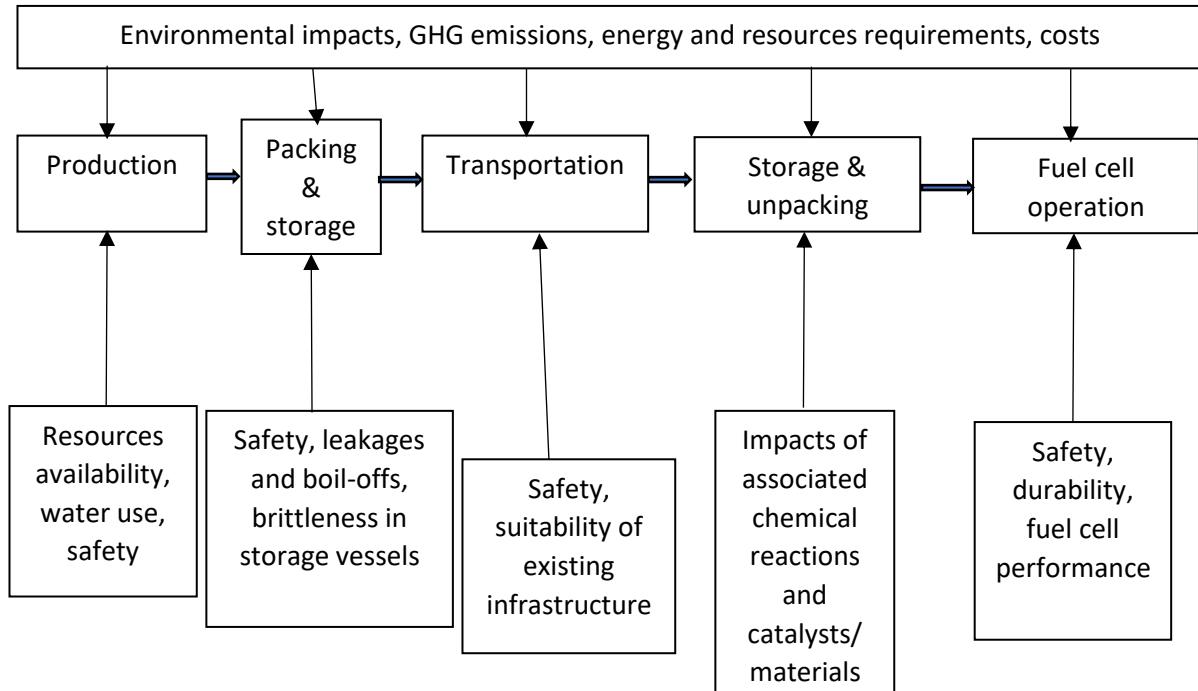 Environmental impacts, GHG emissions, energy and resources requirements, costs
Production
Packing
&
storage
Transportation
Storage &
unpacking
Fuel cell
operation
Resources
availability,
water use,
safety
Safety, leakages
and boil-offs,
brittleness in
storage vessels
Safety,
suitability of
existing
infrastructure
Impacts of
associated
chemical
reactions
and
catalysts/
materials
Safety,
durability,
fuel cell
performance